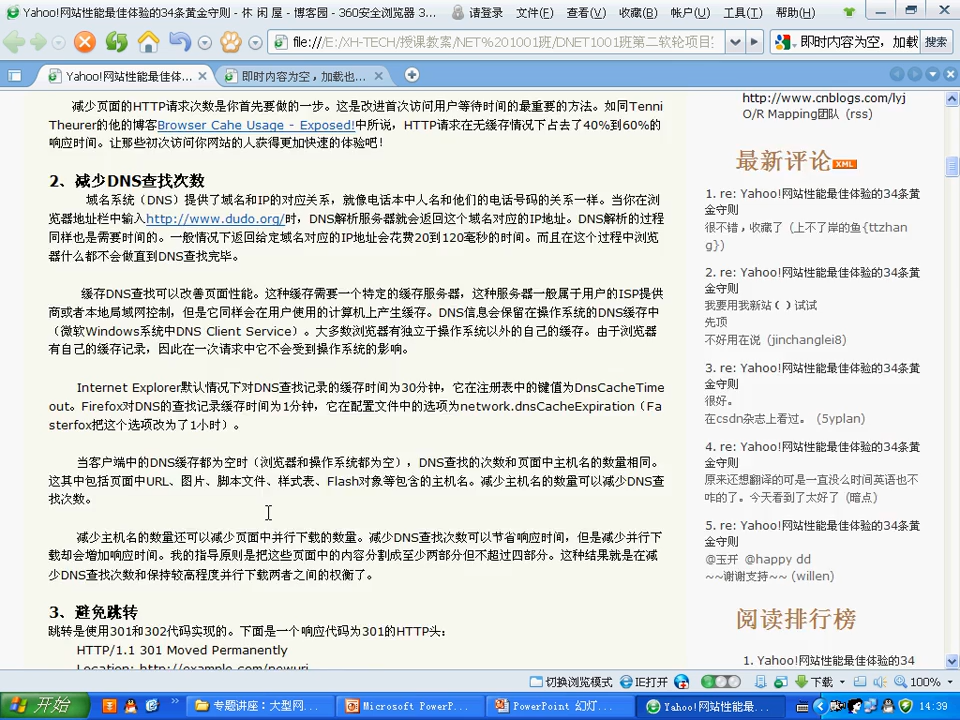 Yahoo!网站性能最佳体验的34条黄金守则 - 休 闲 屋 - 博客园 - 360安全浏览器 3... 请登录 文件(F) 查看(V) 收藏(B) 帐户(U) 工具(T) 帮助(H)
file:///E:/XH-TECH/授课教案/NET%201001班/DNET1001班第二软轮项目 即时内容为空，加载 搜索
Yahoo!网站性能最佳体... 即时内容为空，加载也...
减少页面的HTTP请求次数是你首先要做的一步。这是改进首次访问用户等待时间的最重要的方法。如同Tenni
Theurer的他的博客Browser Cahe Usage - Exposed!中所说，HTTP请求在无缓存情况下占去了40%到60%的
响应时间。让那些初次访问你网站的人获得更加快速的体验吧！
2、减少DNS查找次数
域名系统（DNS）提供了域名和IP的对应关系，就像电话本中人名和他们的电话号码的关系一样。当你在浏
览器地址栏中输入http://www.dudo.org/时，DNS解析服务器就会返回这个域名对应的IP地址。DNS解析的过程
同样也是需要时间的。一般情况下返回给定域名对应的IP地址会花费20到120毫秒的时间。而且在这个过程中浏览
器什么都不会做直到DNS查找完毕。
缓存DNS查找可以改善页面性能。这种缓存需要一个特定的缓存服务器，这种服务器一般属于用户的ISP提供
商或者本地局域网控制，但是它同样会在用户使用的计算机上产生缓存。DNS信息会保留在操作系统的DNS缓存中
（微软Windows系统中DNS Client Service）。大多数浏览器有独立于操作系统以外的自己的缓存。由于浏览器
有自己的缓存记录，因此在一次请求中它不会受到操作系统的影响。
Internet Explorer默认情况下对DNS查找记录的缓存时间为30分钟，它在注册表中的键值为DnsCacheTime
out。Firefox对DNS的查找记录缓存时间为1分钟，它在配置文件中的选项为network.dnsCacheExpiration（Fa
sterfox把这个选项改为了1小时）。
当客户端中的DNS缓存都为空时（浏览器和操作系统都为空），DNS查找的次数和页面中主机名的数量相同。
这其中包括页面中URL、图片、脚本文件、样式表、Flash对象等包含的主机名。减少主机名的数量可以减少DNS查
找次数。
减少主机名的数量还可以减少页面中并行下载的数量。减少DNS查找次数可以节省响应时间，但是减少并行下
载却会增加响应时间。我的指导原则是把这些页面中的内容分割成至少两部分但不超过四部分。这种结果就是在减
少DNS查找次数和保持较高程度并行下载两者之间的权衡了。
3、避免跳转
跳转是使用301和302代码实现的。下面是一个响应代码为301的HTTP头：
HTTP/1.1 301 Moved Permanently
Location: http://example.com/newuri
http://www.cnblogs.com/lyj
O/R Mapping团队 (rss)
最新评论 XML
1. re: Yahoo!网站性能最佳体验的34条黄
金守则
很不错，收藏了 (上不了岸的鱼{ttzhan
g})
2. re: Yahoo!网站性能最佳体验的34条黄
金守则
我要用我新站（ ）试试
先顶
不好用在说 (jinchanglei8)
3. re: Yahoo!网站性能最佳体验的34条黄
金守则
很好。
在csdn杂志上看过。 (5yplan)
4. re: Yahoo!网站性能最佳体验的34条黄
金守则
原来还想翻译的可是一直没么时间英语也不
咋的了。今天看到了太好了 (暗点)
5. re: Yahoo!网站性能最佳体验的34条黄
金守则
@玉开 @happy dd
~~谢谢支持~~ (willen)
阅读排行榜
1. Yahoo!网站性能最佳体验的34
切换浏览模式 IE打开 下载 100%
开始 专题讲座：大型网... Microsoft PowerP... PowerPoint 幻灯... Yahoo!网站性能最... 14:39